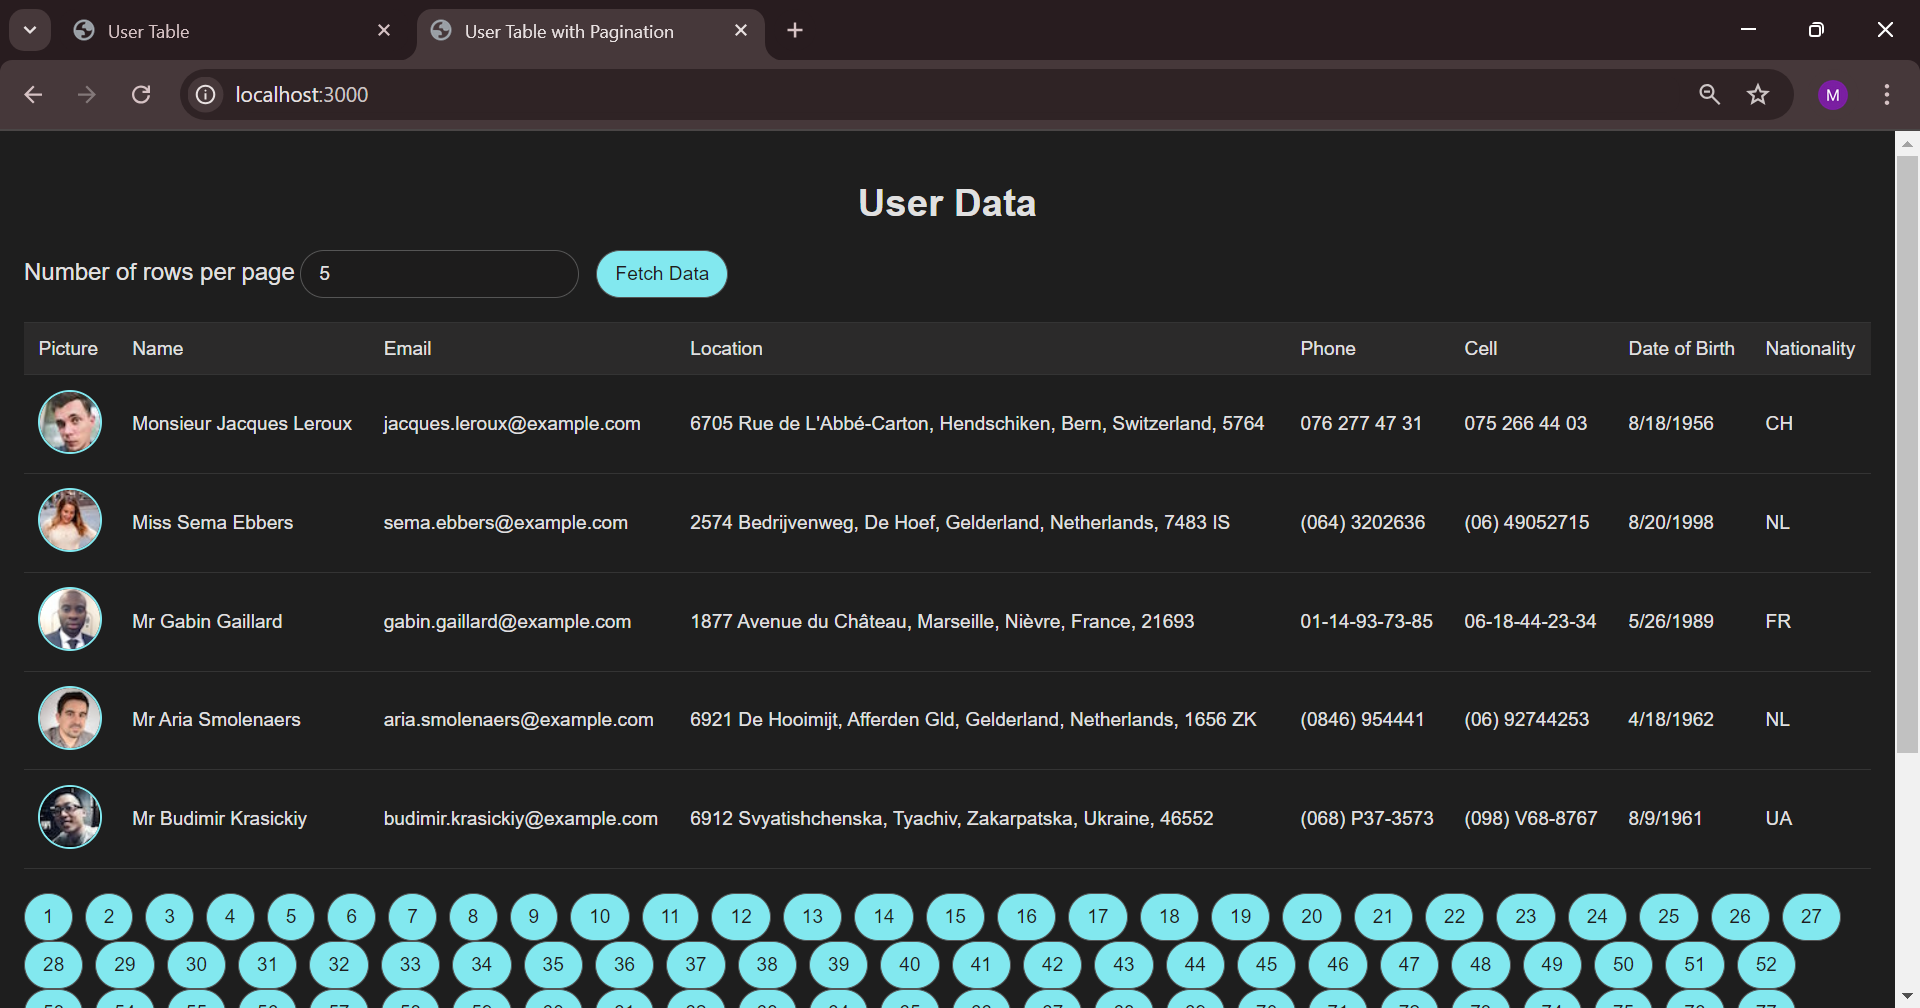 User Table
User Table with Pagination
localhost:3000
M
User Data
Number of rows per page 5 Fetch Data
Picture Name Email Location Phone Cell Date of Birth Nationality
Monsieur Jacques Leroux jacques.leroux@example.com 6705 Rue de L'Abbé-Carton, Hendschiken, Bern, Switzerland, 5764 076 277 47 31 075 266 44 03 8/18/1956 CH
Miss Sema Ebbers sema.ebbers@example.com 2574 Bedrijvenweg, De Hoef, Gelderland, Netherlands, 7483 IS (064) 3202636 (06) 49052715 8/20/1998 NL
Mr Gabin Gaillard gabin.gaillard@example.com 1877 Avenue du Château, Marseille, Nièvre, France, 21693 01-14-93-73-85 06-18-44-23-34 5/26/1989 FR
Mr Aria Smolenaers aria.smolenaers@example.com 6921 De Hooimijt, Afferden Gld, Gelderland, Netherlands, 1656 ZK (0846) 954441 (06) 92744253 4/18/1962 NL
Mr Budimir Krasickiy budimir.krasickiy@example.com 6912 Svyatishchenska, Tyachiv, Zakarpatska, Ukraine, 46552 (068) P37-3573 (098) V68-8767 8/9/1961 UA
1 2 3 4 5 6 7 8 9 10 11 12 13 14 15 16 17 18 19 20 21 22 23 24 25 26 27
28 29 30 31 32 33 34 35 36 37 38 39 40 41 42 43 44 45 46 47 48 49 50 51 52